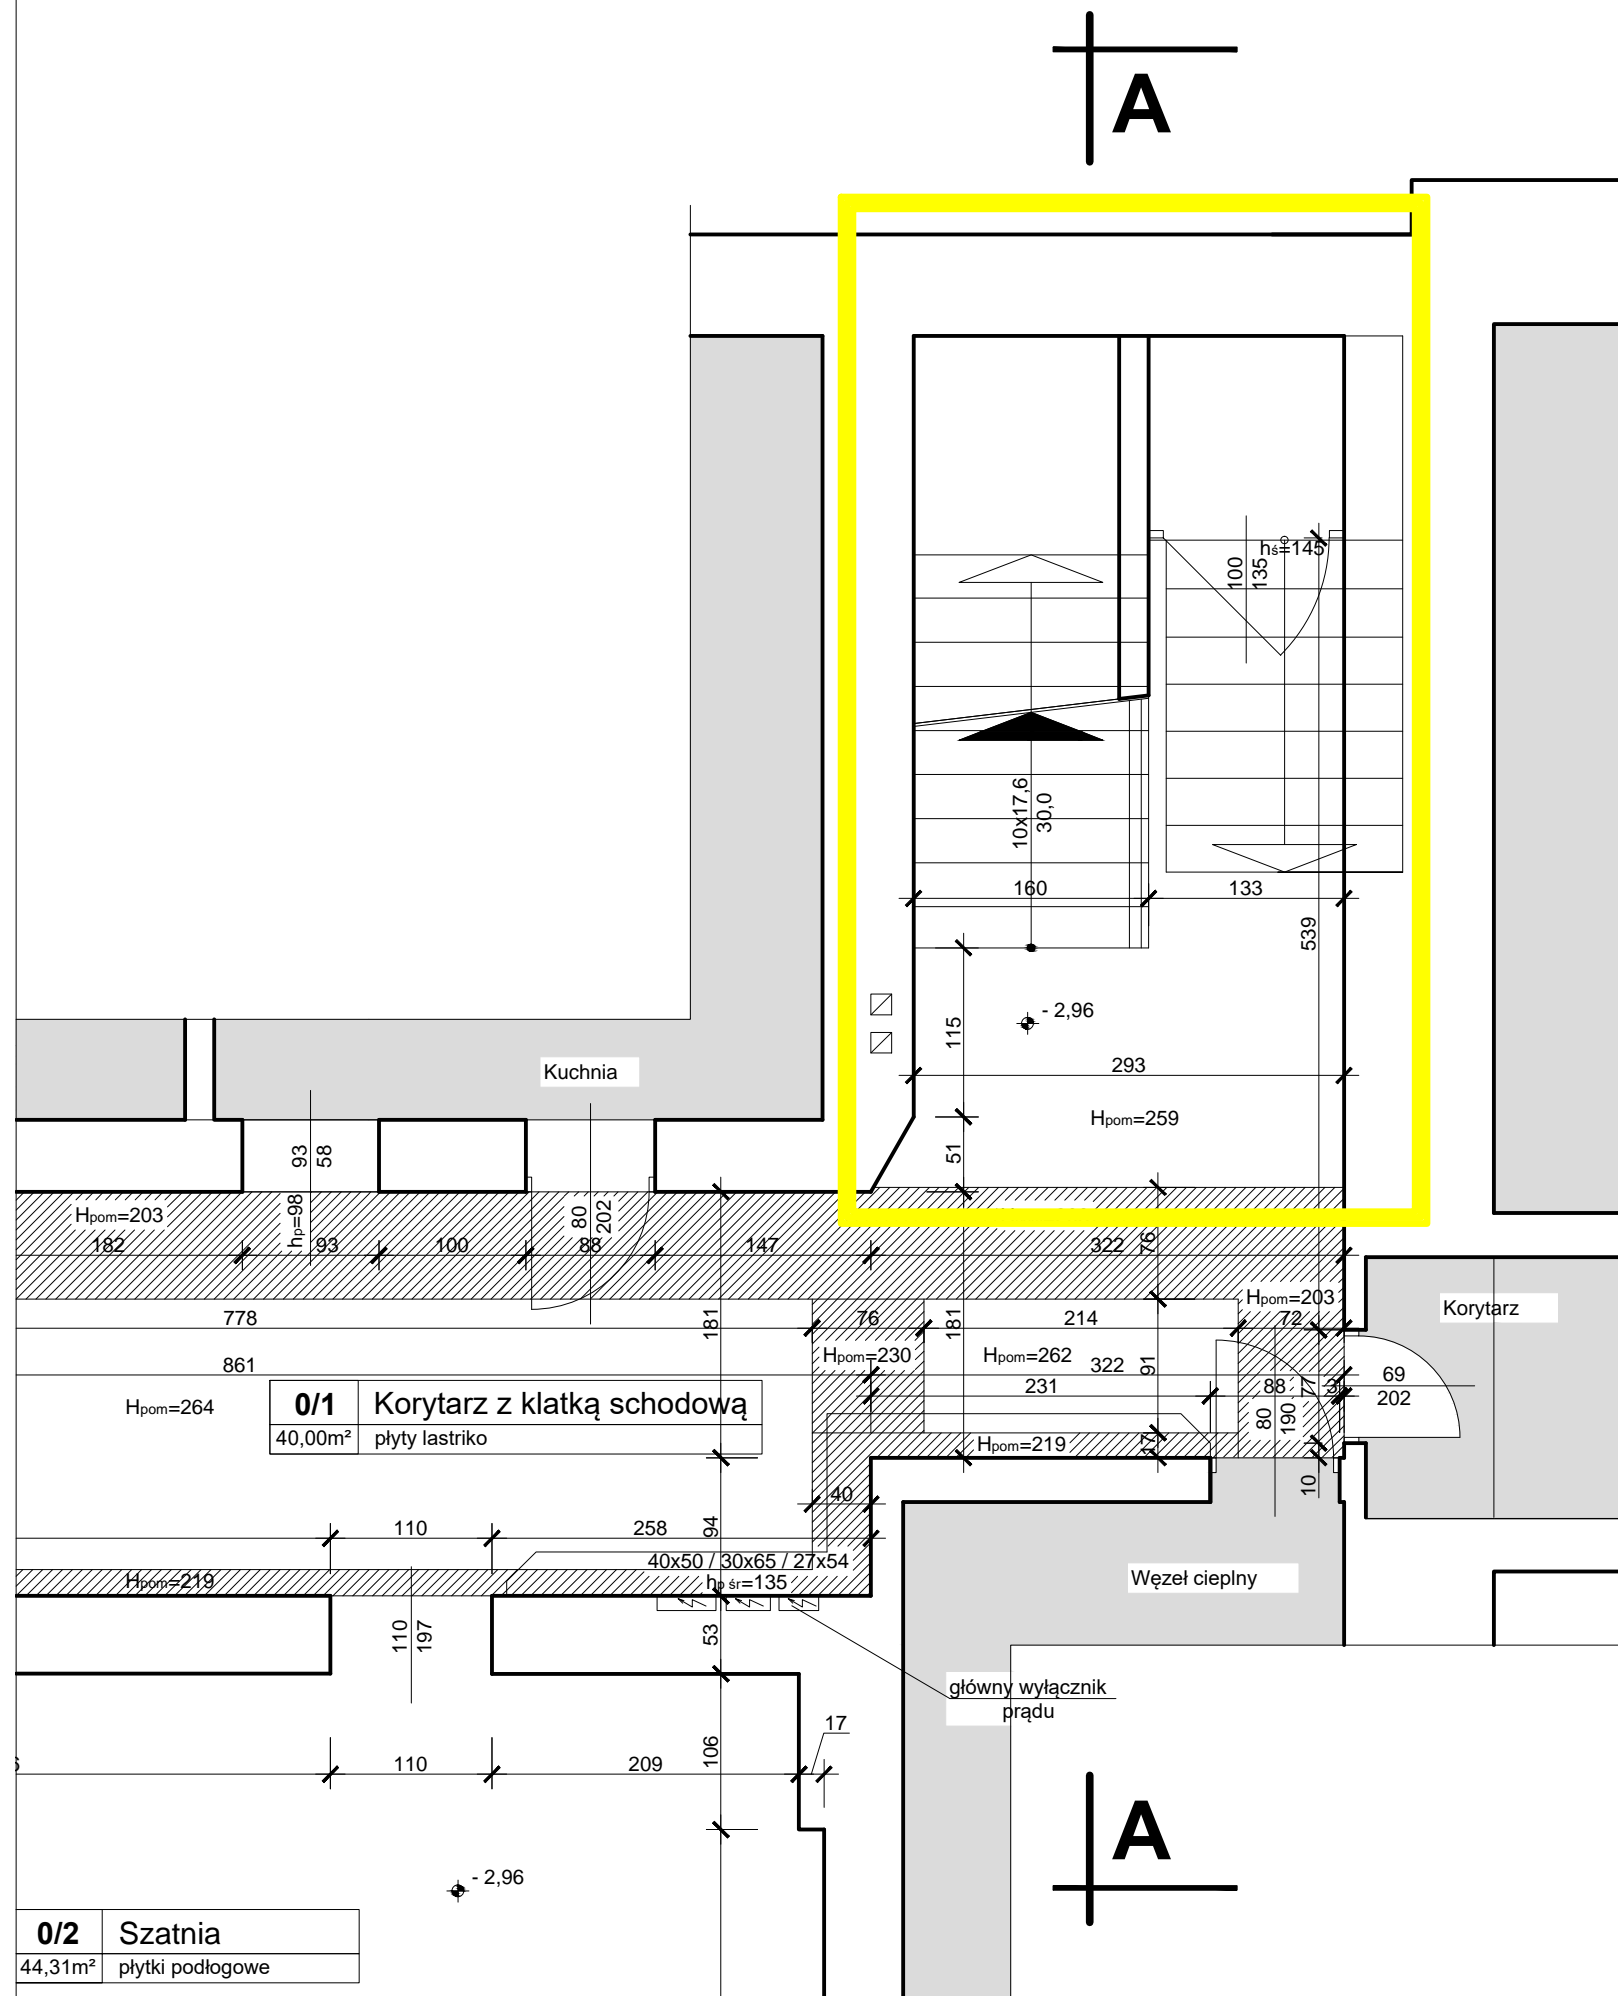 A
hś=145
100
135
10x17,6
30,0
160
133
539
- 2,96
115
293
Hpom=259
51
Kuchnia
93
58
hp=98
80
202
Hpom=203
182
93
100
88
147
322
76
Hpom=203
Korytarz
778
181
76
181
214
72
Hpom=230
Hpom=262
322
91
861
69
202
231
88
3
77
Hpom=264
0/1
Korytarz z klatką schodową
40,00m²
płyty lastriko
80
190
Hpom=219
17
10
40
110
258
94
40x50 / 30x65 / 27x54
hp śr=135
Hpom=219
Węzeł cieplny
110
197
53
główny wyłącznik
prądu
17
110
209
106
A
- 2,96
0/2
Szatnia
44,31m²
płytki podłogowe